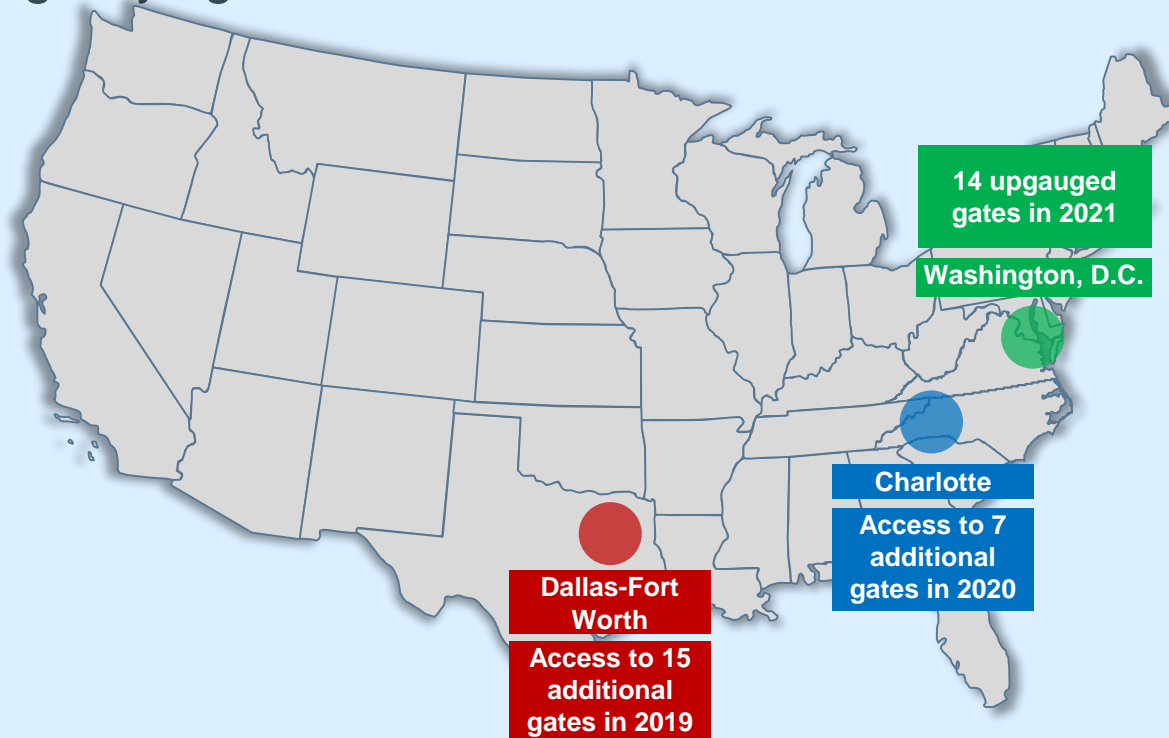 14 upgauged
gates in 2021
Washington, D.C.
Charlotte
Access to 7
additional
gates in 2020
Dallas-Fort
Worth
Access to 15
additional
gates in 2019